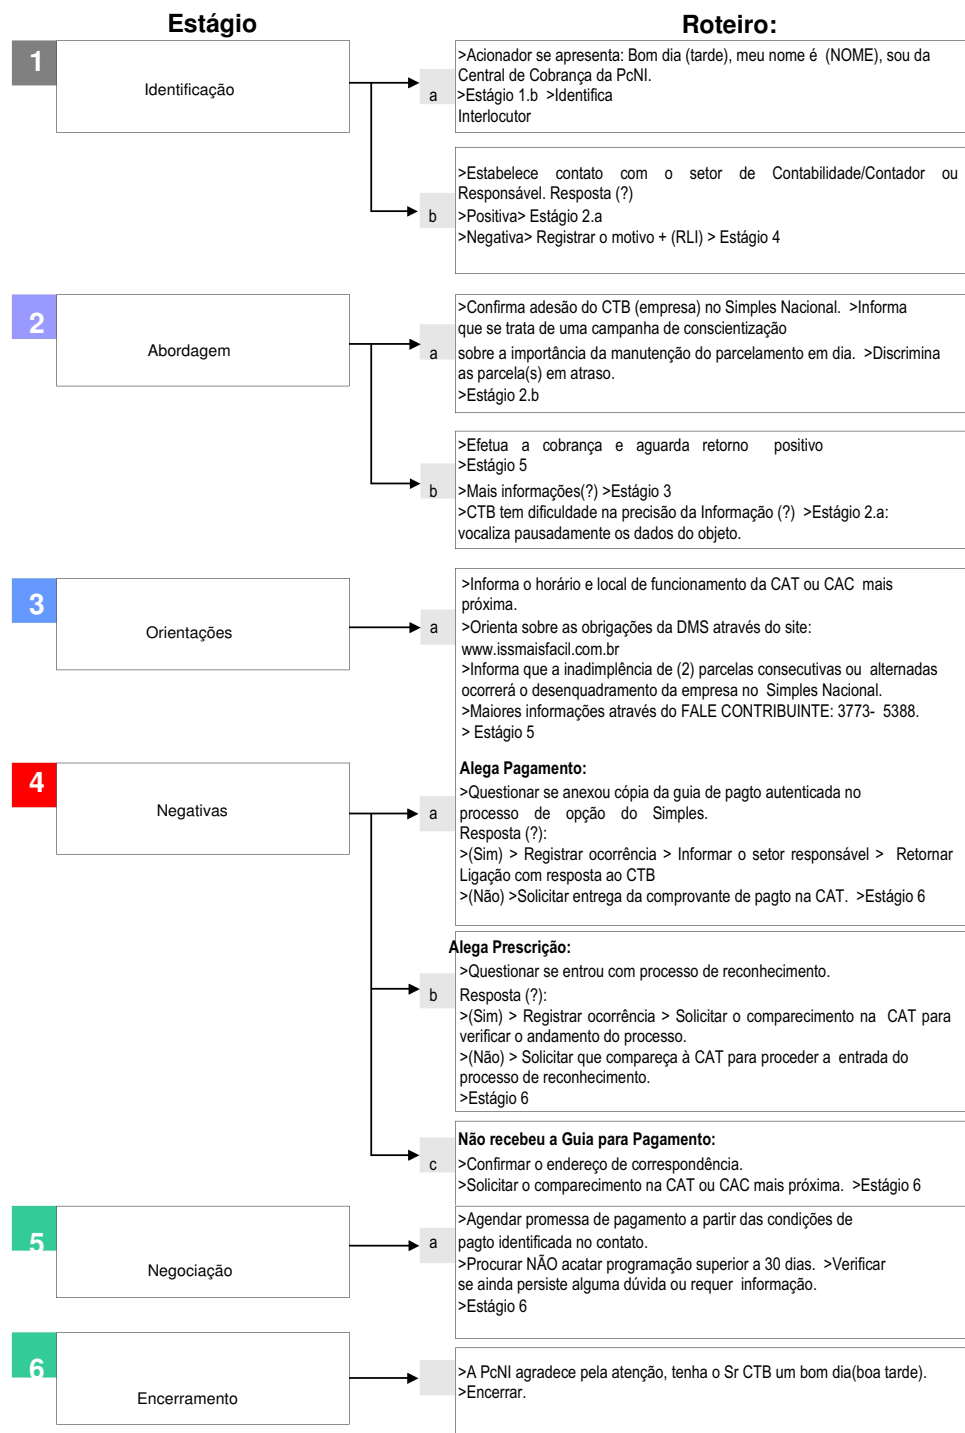 Estágio
Roteiro:
1
Identificação
a
>Acionador se apresenta: Bom dia (tarde), meu nome é (NOME), sou da
Central de Cobrança da PcNI.
>Estágio 1.b >Identifica
Interlocutor
b
>Estabelece contato com o setor de Contabilidade/Contador ou
Responsável. Resposta (?)
>Positiva> Estágio 2.a
>Negativa> Registrar o motivo + (RLI) > Estágio 4
2
Abordagem
a
>Confirma adesão do CTB (empresa) no Simples Nacional. >Informa
que se trata de uma campanha de conscientização
sobre a importância da manutenção do parcelamento em dia. >Discrimina
as parcela(s) em atraso.
>Estágio 2.b
b
>Efetua a cobrança e aguarda retorno positivo
>Estágio 5
>Mais informações(?) >Estágio 3
>CTB tem dificuldade na precisão da Informação (?) >Estágio 2.a:
vocaliza pausadamente os dados do objeto.
3
Orientações
a
>Informa o horário e local de funcionamento da CAT ou CAC mais
próxima.
>Orienta sobre as obrigações da DMS através do site:
www.issmaisfacil.com.br
>Informa que a inadimplência de (2) parcelas consecutivas ou alternadas
ocorrerá o desenquadramento da empresa no Simples Nacional.
>Maiores informações através do FALE CONTRIBUINTE: 3773- 5388.
> Estágio 5
4
Negativas
a
Alega Pagamento:
>Questionar se anexou cópia da guia de pagto autenticada no
processo de opção do Simples.
Resposta (?):
>(Sim) > Registrar ocorrência > Informar o setor responsável > Retornar
Ligação com resposta ao CTB
>(Não) >Solicitar entrega da comprovante de pagto na CAT. >Estágio 6
b
Alega Prescrição:
>Questionar se entrou com processo de reconhecimento.
Resposta (?):
>(Sim) > Registrar ocorrência > Solicitar o comparecimento na CAT para
verificar o andamento do processo.
>(Não) > Solicitar que compareça à CAT para proceder a entrada do
processo de reconhecimento.
>Estágio 6
c
Não recebeu a Guia para Pagamento:
>Confirmar o endereço de correspondência.
>Solicitar o comparecimento na CAT ou CAC mais próxima. >Estágio 6
5
Negociação
a
>Agendar promessa de pagamento a partir das condições de
pagto identificada no contato.
>Procurar NÃO acatar programação superior a 30 dias. >Verificar
se ainda persiste alguma dúvida ou requer informação.
>Estágio 6
6
Encerramento
>A PcNI agradece pela atenção, tenha o Sr CTB um bom dia(boa tarde).
>Encerrar.